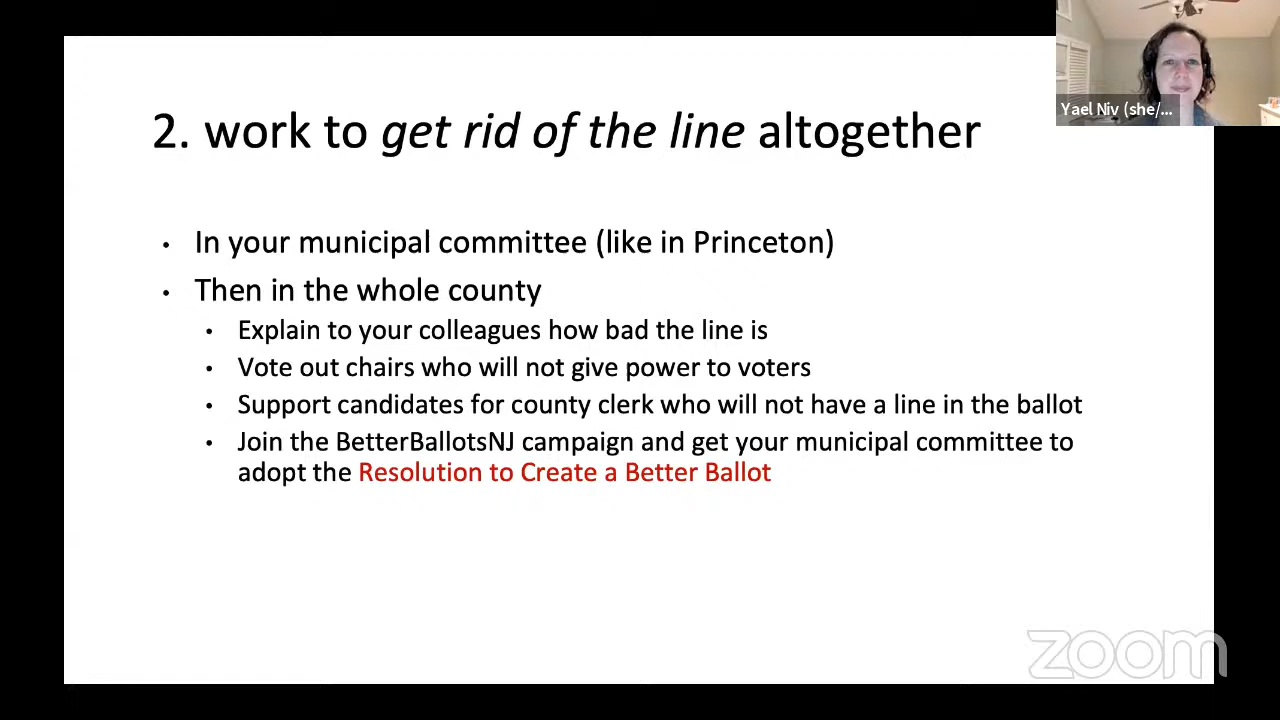 Yael Niv (she/...
2. work to get rid of the line altogether
• In your municipal committee (like in Princeton)
• Then in the whole county
• Explain to your colleagues how bad the line is
• Vote out chairs who will not give power to voters
• Support candidates for county clerk who will not have a line in the ballot
• Join the BetterBallotsNJ campaign and get your municipal committee to
adopt the Resolution to Create a Better Ballot
zoom